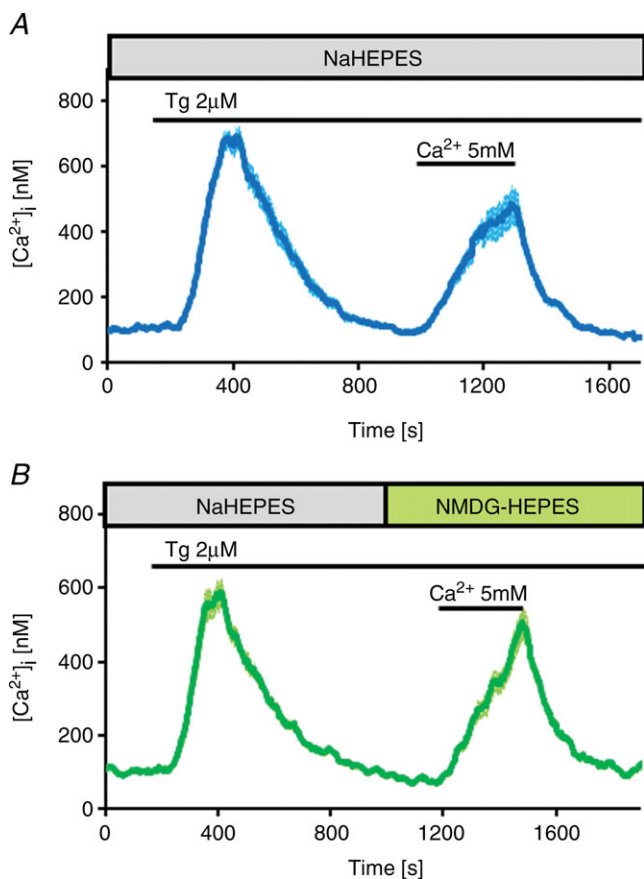 A
NaHEPES
800
Tg 2μM
Ca²⁺ 5mM
600
400
200
0
[Ca²⁺]ᵢ [nM]
0 400 800 1200 1600
Time [s]
B
NaHEPES NMDG-HEPES
800
Tg 2μM
Ca²⁺ 5mM
600
400
200
0
[Ca²⁺]ᵢ [nM]
0 400 800 1200 1600
Time [s]